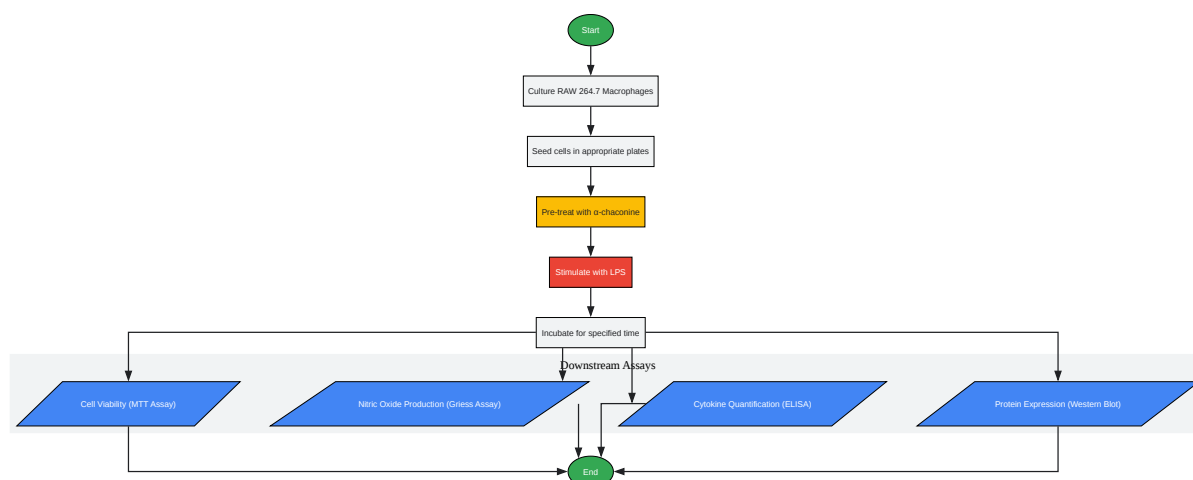 Start
Culture RAW 264.7 Macrophages
Seed cells in appropriate plates
Pre-treat with α-chaconine
Stimulate with LPS
Incubate for specified time
Downstream Assays
Cell Viability (MTT Assay)
Nitric Oxide Production (Griess Assay)
Cytokine Quantification (ELISA)
Protein Expression (Western Blot)
End